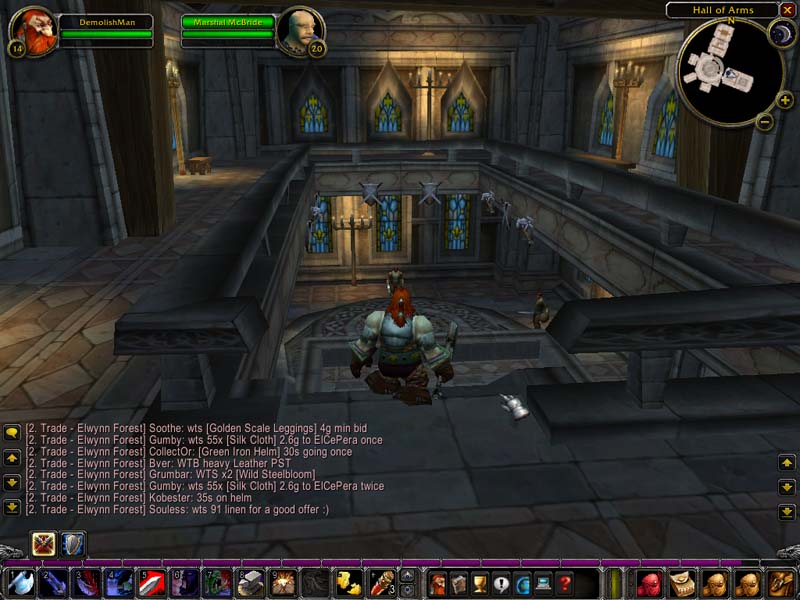 Hall of Arms
N
DemolishMan
14
Marshal McBride
20
[2. Trade - Elwynn Forest] Soothe: wts [Golden Scale Leggings] 4g min bid
[2. Trade - Elwynn Forest] Gumby: wts 55x [Silk Cloth] 2.6g to ElCePera once
[2. Trade - Elwynn Forest] CollectOr: [Green Iron Helm] 30s going once
[2. Trade - Elwynn Forest] Bver: WTB heavy Leather PST
[2. Trade - Elwynn Forest] Grumbar: WTS x2 [Wild Steelbloom]
[2. Trade - Elwynn Forest] Gumby: wts 55x [Silk Cloth] 2.6g to ElCePera twice
[2. Trade - Elwynn Forest] Kobester: 35s on helm
[2. Trade - Elwynn Forest] Souless: wts 91 linen for a good offer :)